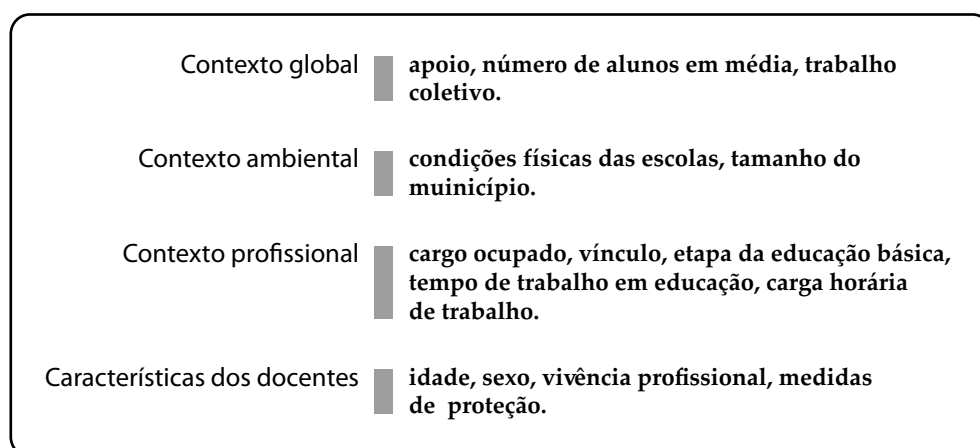 Contexto global
apoio, número de alunos em média, trabalho
coletivo.
Contexto ambiental
condições físicas das escolas, tamanho do
muinicípio.
Contexto profissional
cargo ocupado, vínculo, etapa da educação básica,
tempo de trabalho em educação, carga horária
de trabalho.
Características dos docentes
idade, sexo, vivência profissional, medidas
de proteção.